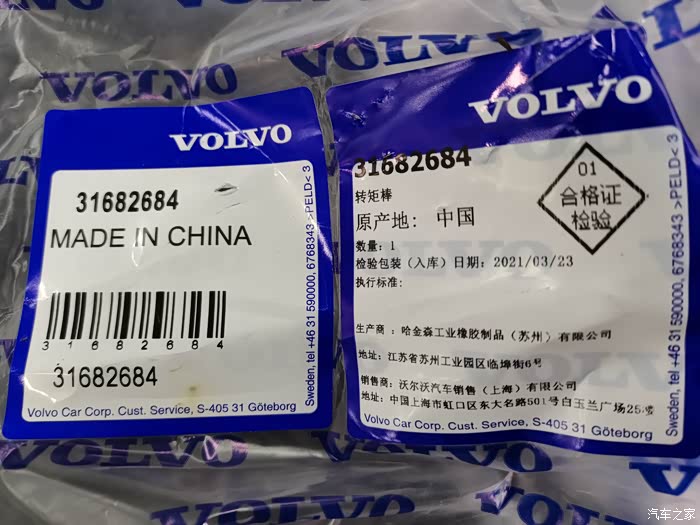 VOLVO
31682684
MADE IN CHINA
31682684
31682684
Volvo Car Corp. Cust. Service, S-405 31 Göteborg
Sweden, tel +46 31 590000, 6768343 >PELD< 3
VOLVO
31682684
转矩棒
原产地: 中国
数量: 1
检验包装（入库）日期: 2021/03/23
执行标准:
01
合格证
检验
生产商 : 哈金森工业橡胶制品（苏州）有限公司
地址: 江苏省苏州工业园区临埠街6号
销售商: 沃尔沃汽车销售（上海）有限公司
地址: 中国上海市虹口区东大名路501号白玉兰广场25楼
Volvo Car Corp. Cust. Service, S-405 31 Göteborg
Sweden, tel +46 31 590000, 6768343 >PELD< 3
VOLVO
VOLVO
VOLVO
VOLVO
VOLVO
汽车之家